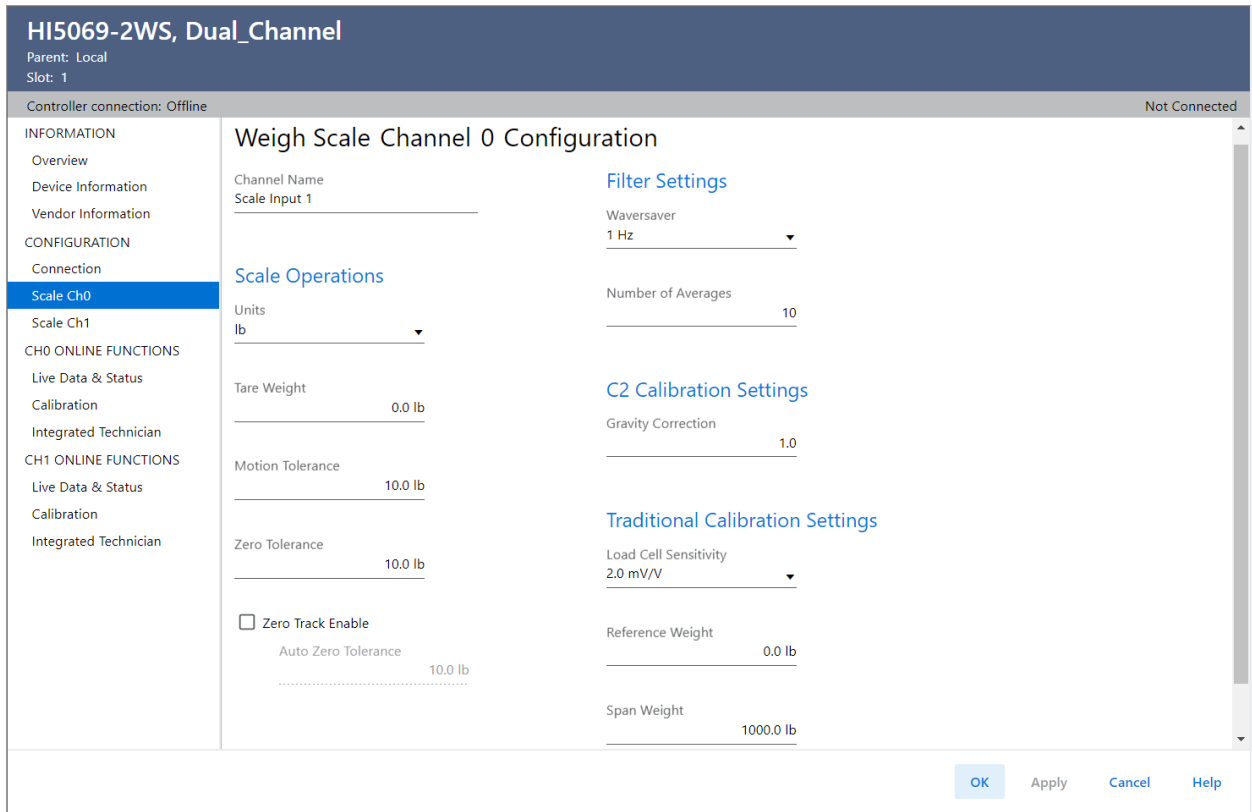 HI5069-2WS, Dual_Channel
Parent: Local
Slot: 1
Controller connection: Offline
Not Connected
INFORMATION
Overview
Device Information
Vendor Information
CONFIGURATION
Connection
Scale Ch0
Scale Ch1
CH0 ONLINE FUNCTIONS
Live Data & Status
Calibration
Integrated Technician
CH1 ONLINE FUNCTIONS
Live Data & Status
Calibration
Integrated Technician
Weigh Scale Channel 0 Configuration
Channel Name
Scale Input 1
Scale Operations
Units
lb
Tare Weight
0.0 lb
Motion Tolerance
10.0 lb
Zero Tolerance
10.0 lb
Zero Track Enable
Auto Zero Tolerance
10.0 lb
Filter Settings
Waversaver
1 Hz
Number of Averages
10
C2 Calibration Settings
Gravity Correction
1.0
Traditional Calibration Settings
Load Cell Sensitivity
2.0 mV/V
Reference Weight
0.0 lb
Span Weight
1000.0 lb
OK
Apply
Cancel
Help